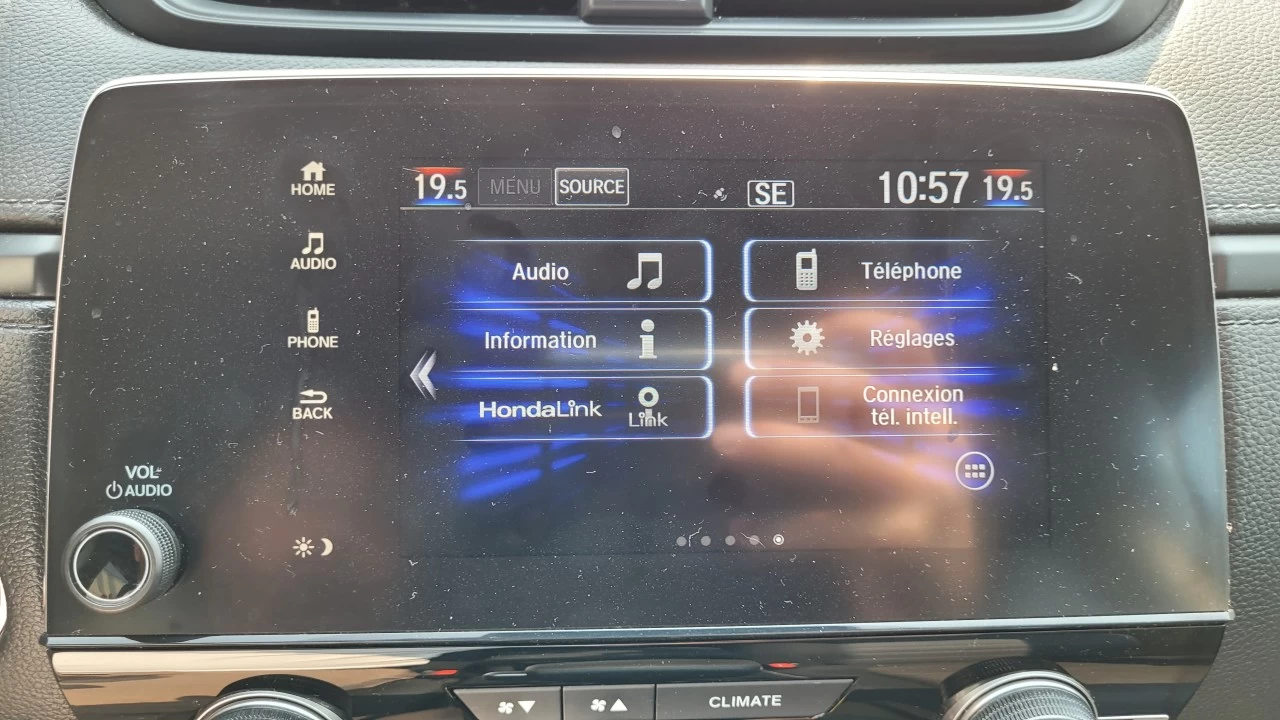 HOME
AUDIO
PHONE
BACK
VOL
AUDIO
19.5 MENU SOURCE SE 10:57 19.5
Audio
Téléphone
Information
Réglages
HondaLink
Link
Connexion
tél. intell.
CLIMATE